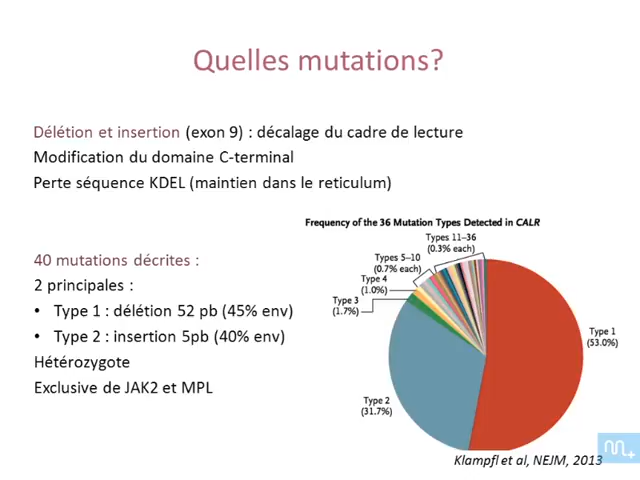 Quelles mutations?
Délétion et insertion (exon 9) : décalage du cadre de lecture
Modification du domaine C-terminal
Perte séquence KDEL (maintien dans le reticulum)
40 mutations décrites :
2 principales :
• Type 1 : délétion 52 pb (45% env)
• Type 2 : insertion 5pb (40% env)
Hétérozygote
Exclusive de JAK2 et MPL
Frequency of the 36 Mutation Types Detected in CALR
Types 11–36
(0.3% each)
Types 5–10
(0.7% each)
Type 4
(1.0%)
Type 3
(1.7%)
Type 1
(53.0%)
Type 2
(31.7%)
Klampfl et al, NEJM, 2013